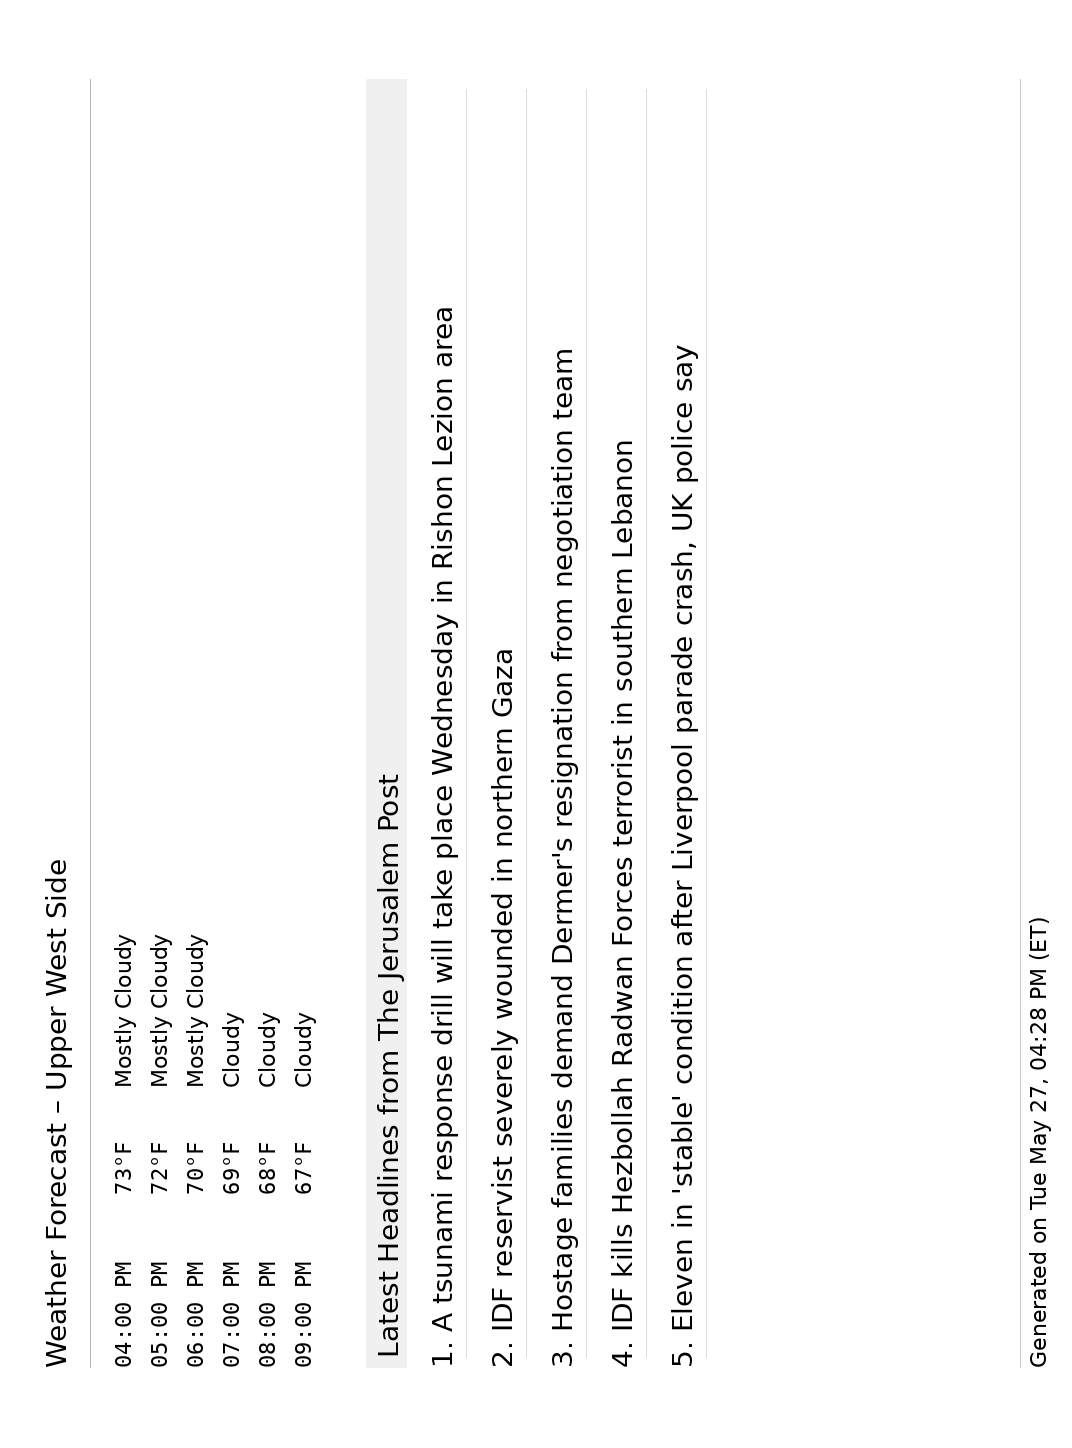 Weather Forecast – Upper West Side
04:00 PM 73°F Mostly Cloudy
05:00 PM 72°F Mostly Cloudy
06:00 PM 70°F Mostly Cloudy
07:00 PM 69°F Cloudy
08:00 PM 68°F Cloudy
09:00 PM 67°F Cloudy
Latest Headlines from The Jerusalem Post
1. A tsunami response drill will take place Wednesday in Rishon Lezion area
2. IDF reservist severely wounded in northern Gaza
3. Hostage families demand Dermer's resignation from negotiation team
4. IDF kills Hezbollah Radwan Forces terrorist in southern Lebanon
5. Eleven in 'stable' condition after Liverpool parade crash, UK police say
Generated on Tue May 27, 04:28 PM (ET)